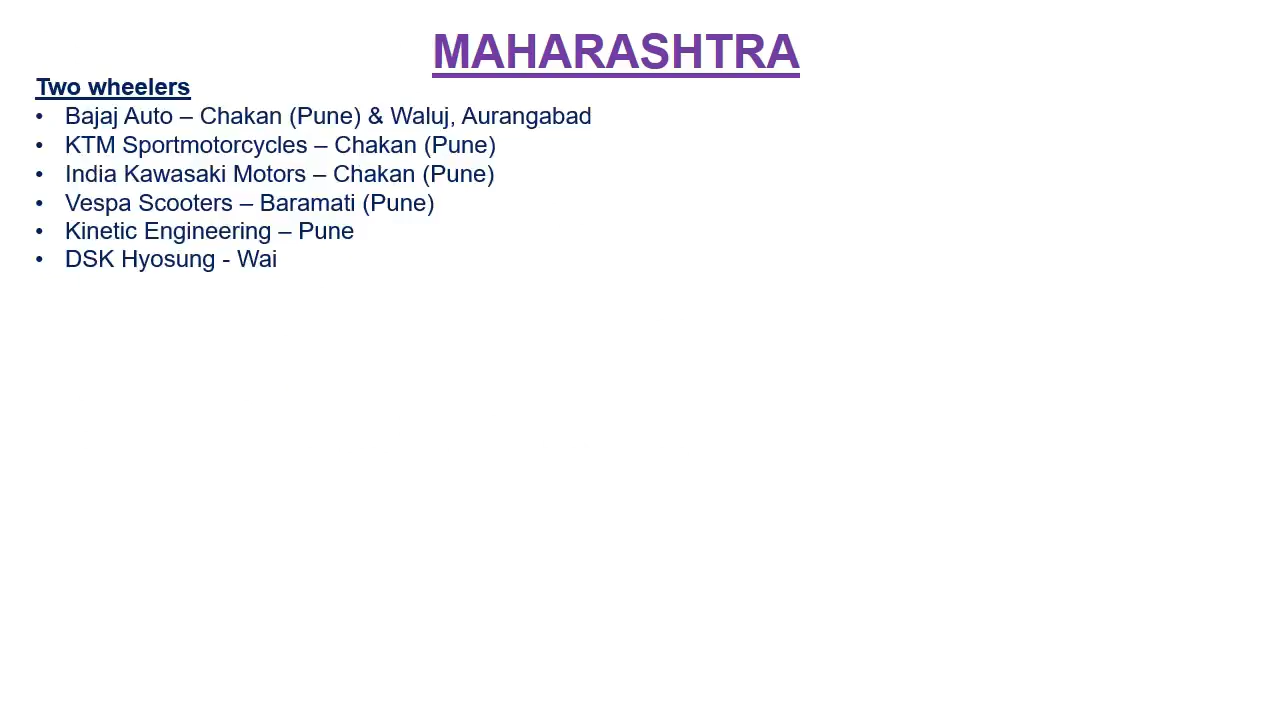 MAHARASHTRA
Two wheelers
• Bajaj Auto – Chakan (Pune) & Waluj, Aurangabad
• KTM Sportmotorcycles – Chakan (Pune)
• India Kawasaki Motors – Chakan (Pune)
• Vespa Scooters – Baramati (Pune)
• Kinetic Engineering – Pune
• DSK Hyosung - Wai